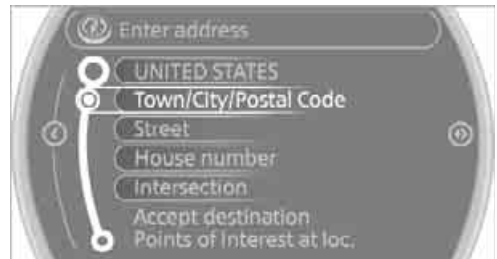 Enter address
UNITED STATES
Town/City/Postal Code
Street
House number
Intersection
Accept destination
Points of Interest at loc.